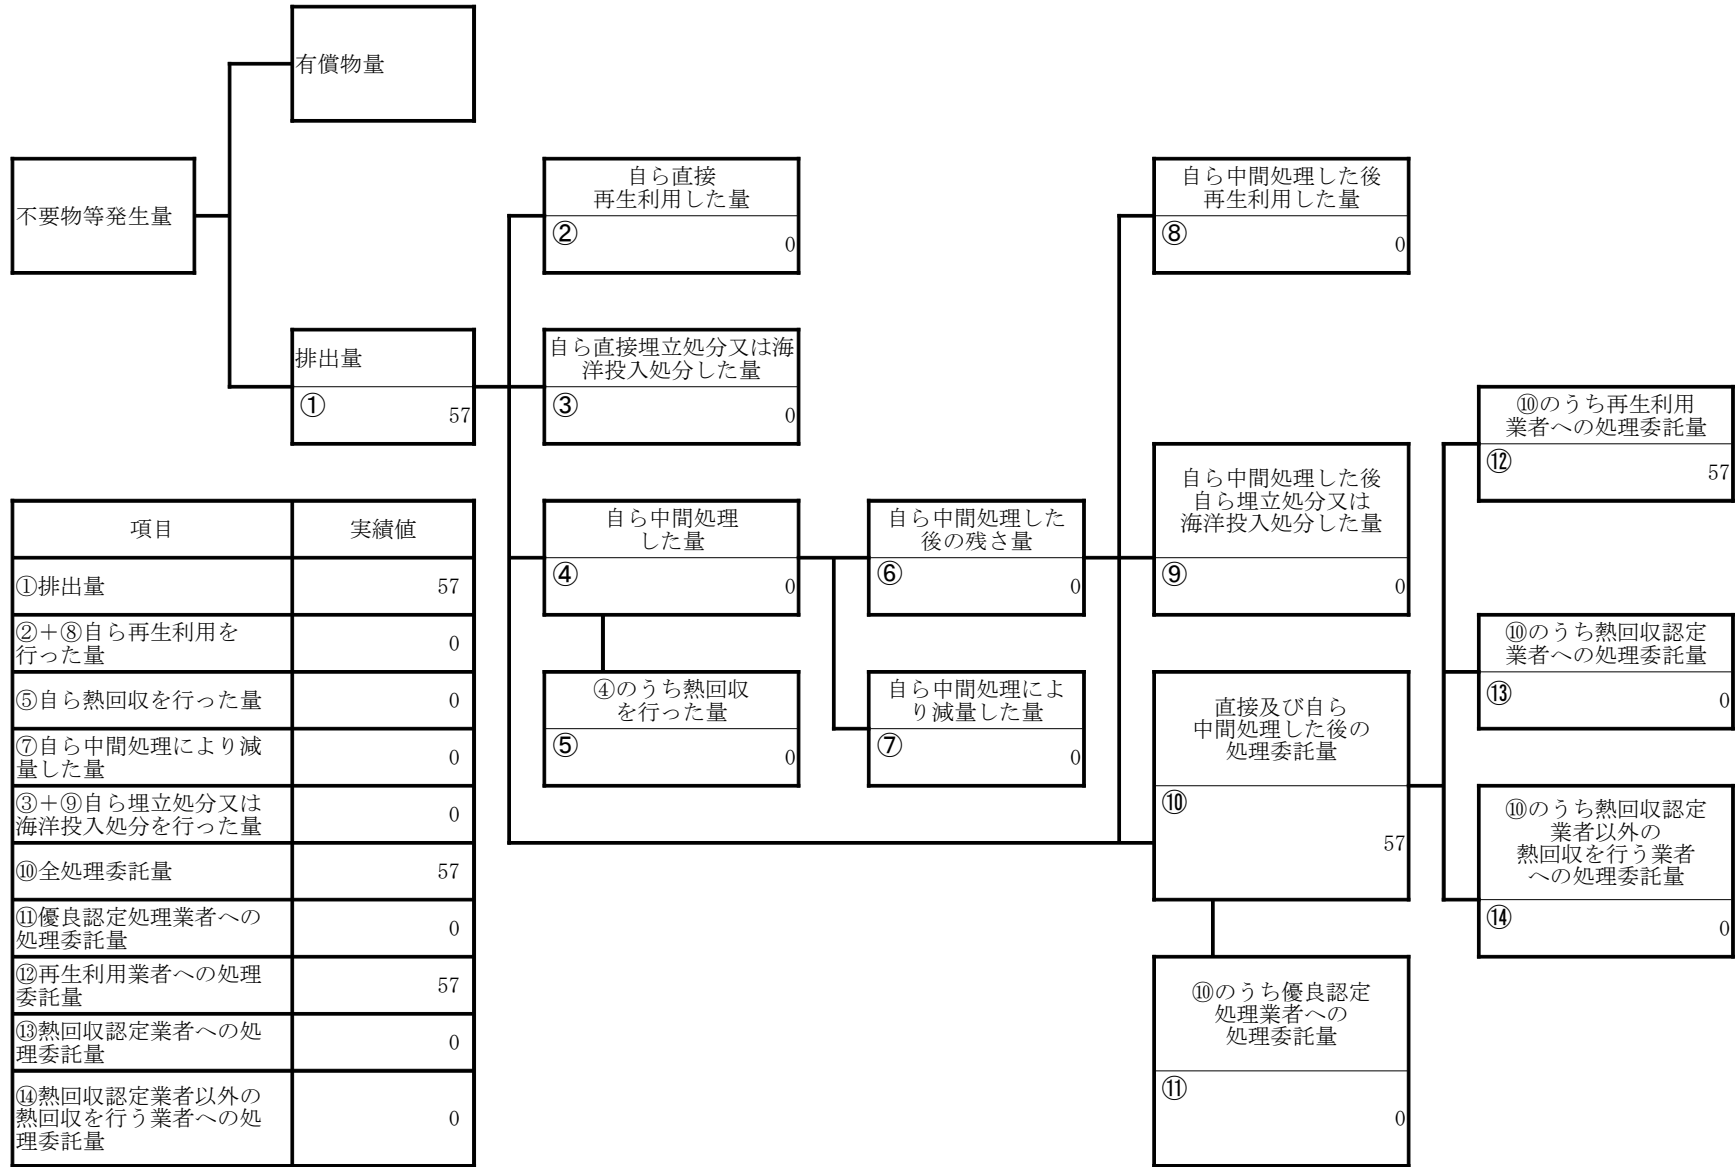 有償物量
不要物等発生量
排出量
①
57
自ら直接
再生利用した量
②
0
自ら直接埋立処分又は海
洋投入処分した量
③
0
自ら中間処理
した量
④
0
④のうち熱回収
を行った量
⑤
0
自ら中間処理した
後の残さ量
⑥
0
自ら中間処理によ
り減量した量
⑦
0
自ら中間処理した後
再生利用した量
⑧
0
自ら中間処理した後
自ら埋立処分又は
海洋投入処分した量
⑨
0
直接及び自ら
中間処理した後の
処理委託量
⑩
57
⑩のうち優良認定
処理業者への
処理委託量
⑪
0
⑩のうち再生利用
業者への処理委託量
⑫
57
⑩のうち熱回収認定
業者への処理委託量
⑬
0
⑩のうち熱回収認定
業者以外の
熱回収を行う業者
への処理委託量
⑭
0
項目 実績値
①排出量 57
②＋⑧自ら再生利用を
行った量 0
⑤自ら熱回収を行った量 0
⑦自ら中間処理により減
量した量 0
③＋⑨自ら埋立処分又は
海洋投入処分を行った量 0
⑩全処理委託量 57
⑪優良認定処理業者への
処理委託量 0
⑫再生利用業者への処理
委託量 57
⑬熱回収認定業者への処
理委託量 0
⑭熱回収認定業者以外の
熱回収を行う業者への処
理委託量 0